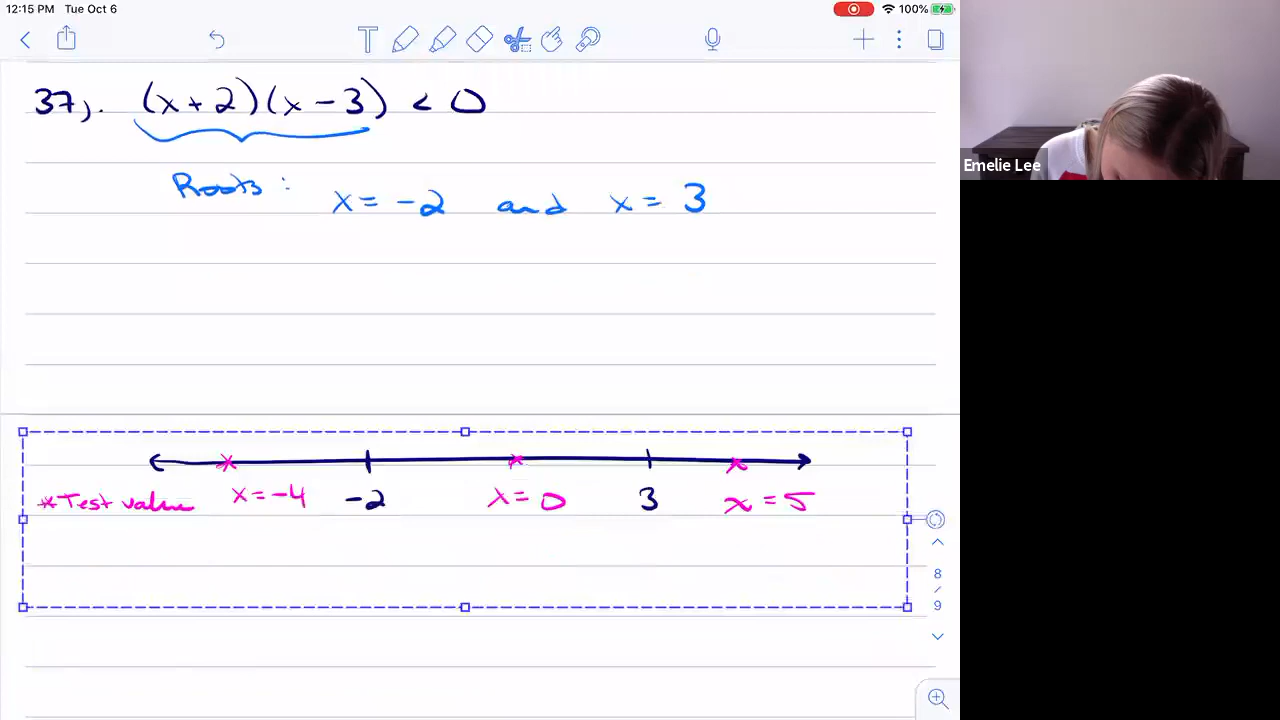 12:15 PM Tue Oct 6
100%
37). (x + 2)(x − 3) < 0
Roots :
x = −2 and x = 3
Emelie Lee
*Test value x = −4 −2 x = 0 3 x = 5
8
/
9